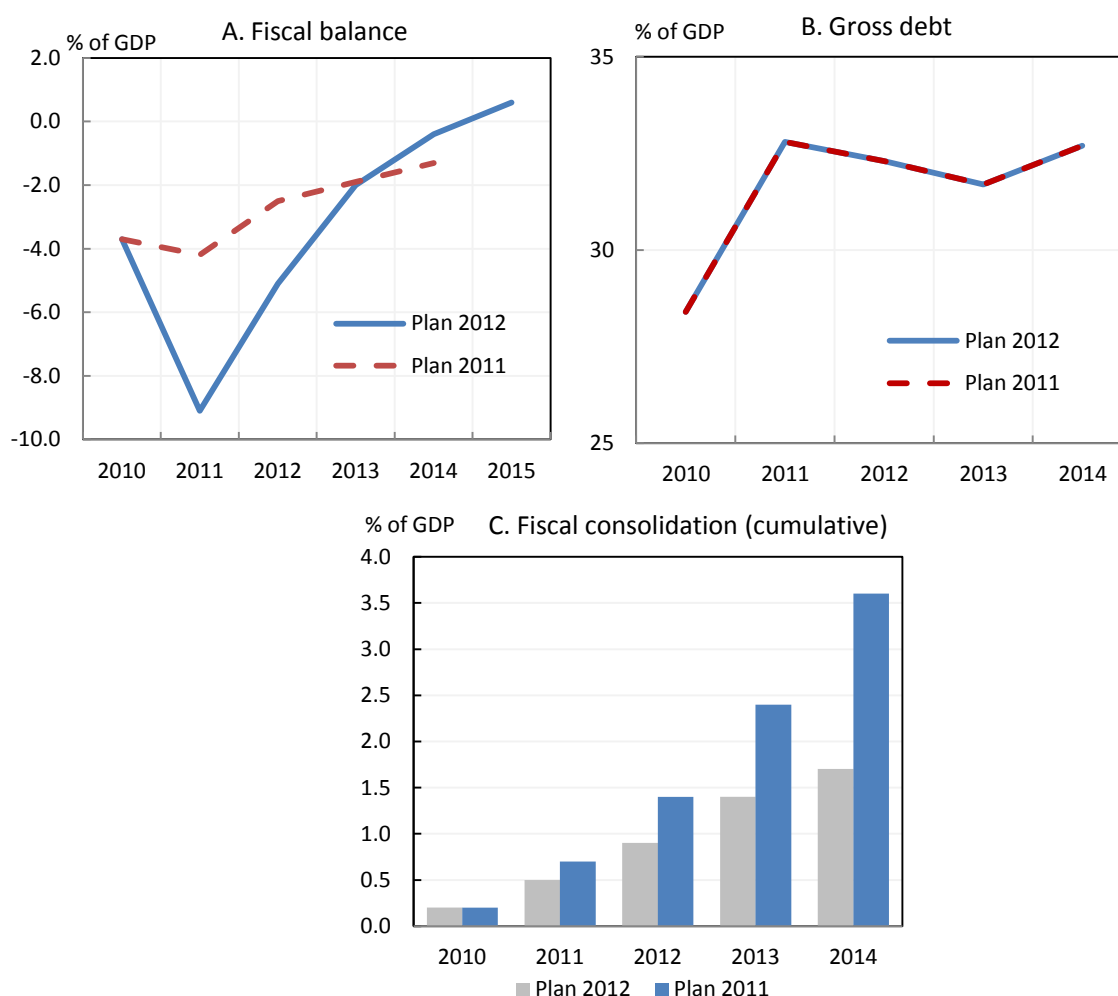 A. Fiscal balance
% of GDP
2.0
0.0
-2.0
-4.0
-6.0
-8.0
-10.0
Plan 2012
Plan 2011
2010 2011 2012 2013 2014 2015
B. Gross debt
% of GDP
35
30
25
Plan 2012
Plan 2011
2010 2011 2012 2013 2014
% of GDP C. Fiscal consolidation (cumulative)
4.0
3.5
3.0
2.5
2.0
1.5
1.0
0.5
0.0
2010 2011 2012 2013 2014
Plan 2012 Plan 2011